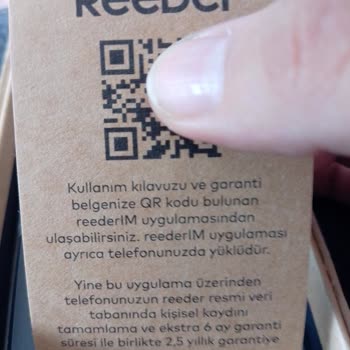 Reeder
Kullanım kılavuzu ve garanti
belgenize QR kodu bulunan
reederIM uygulamasından
ulaşabilirsiniz. reederIM uygulaması
ayrıca telefonunuzda yüklüdür.
Yine bu uygulama üzerinden
telefonunuzun reeder resmi veri
tabanında kişisel kaydını
tamamlama ve ekstra 6 ay garanti
süresi ile birlikte 2,5 yıllık garantiye